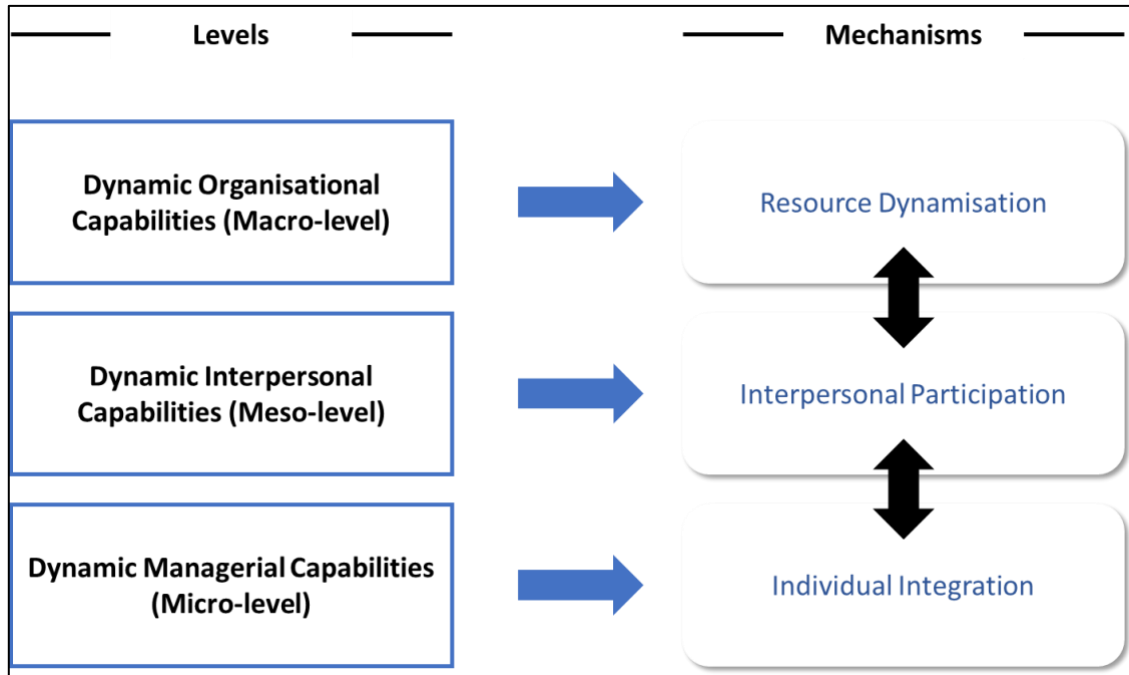 Levels
Mechanisms
Dynamic Organisational
Capabilities (Macro-level)
Resource Dynamisation
Dynamic Interpersonal
Capabilities (Meso-level)
Interpersonal Participation
Dynamic Managerial Capabilities
(Micro-level)
Individual Integration